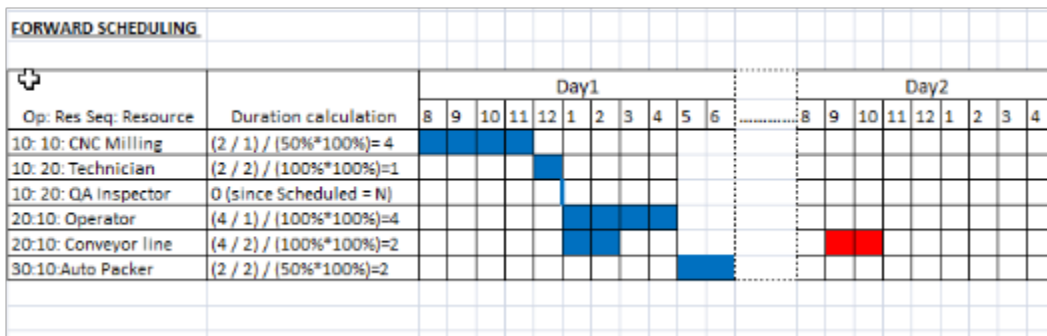 FORWARD SCHEDULING
Day1 Day2
Op: Res Seq: Resource Duration calculation 8 9 10 11 12 1 2 3 4 5 6 .............. 8 9 10 11 12 1 2 3 4
10: 10: CNC Milling (2 / 1) / (50%*100%)= 4
10: 20: Technician (2 / 2) / (100%*100%)=1
10: 20: QA Inspector 0 (since Scheduled = N)
20:10: Operator (4 / 1) / (100%*100%)=4
20:10: Conveyor line (4 / 2) / (100%*100%)=2
30:10:Auto Packer (2 / 2) / (50%*100%)=2